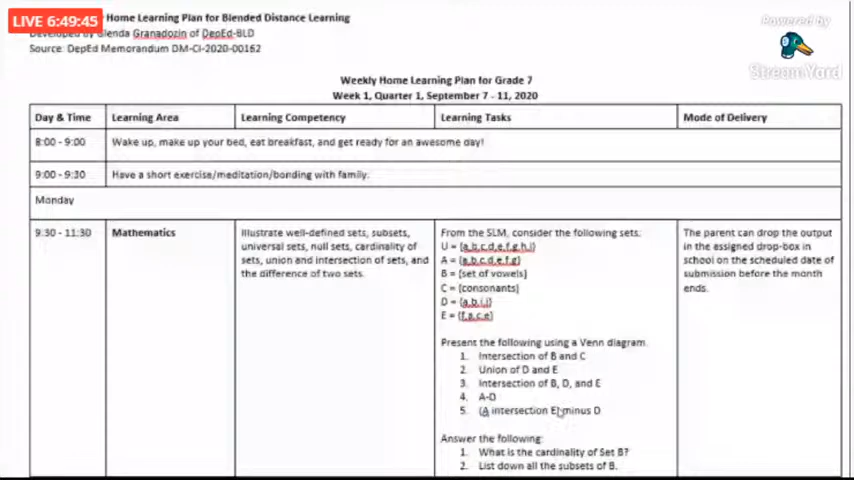 LIVE 6:49:45
Home Learning Plan for Blended Distance Learning
Developed by Glenda Granadozin of DepEd-BLD
Source: DepEd Memorandum DM-CI-2020-00162
Powered by
StreamYard
Weekly Home Learning Plan for Grade 7
Week 1, Quarter 1, September 7 - 11, 2020
Day & Time Learning Area Learning Competency Learning Tasks Mode of Delivery
8:00 - 9:00 Wake up, make up your bed, eat breakfast, and get ready for an awesome day!
9:00 - 9:30 Have a short exercise/meditation/bonding with family.
Monday
9:30 - 11:30
Mathematics
Illustrate well-defined sets, subsets,
universal sets, null sets, cardinality of
sets, union and intersection of sets, and
the difference of two sets.
From the SLM, consider the following sets:
U = {a,b,c,d,e,f,g,h,i}
A = {a,b,c,d,e,f,g}
B = {set of vowels}
C = {consonants}
D = {a,b,i,j}
E = {f,a,c,e}
Present the following using a Venn diagram.
1. Intersection of B and C
2. Union of D and E
3. Intersection of B, D, and E
4. A-D
5. (A intersection E) minus D
Answer the following:
1. What is the cardinality of Set B?
2. List down all the subsets of B.
The parent can drop the output
in the assigned drop-box in
school on the scheduled date of
submission before the month
ends.